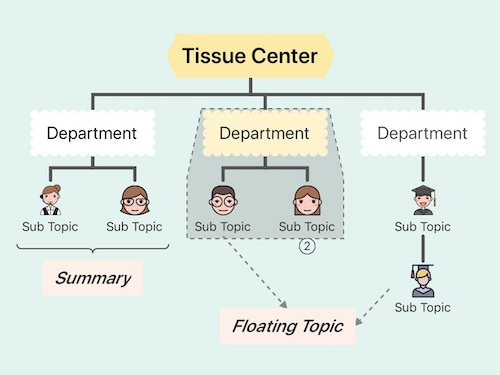 Tissue Center
Department
Department
Department
Sub Topic
Sub Topic
Sub Topic
Sub Topic
Sub Topic
2
Summary
Sub Topic
Floating Topic